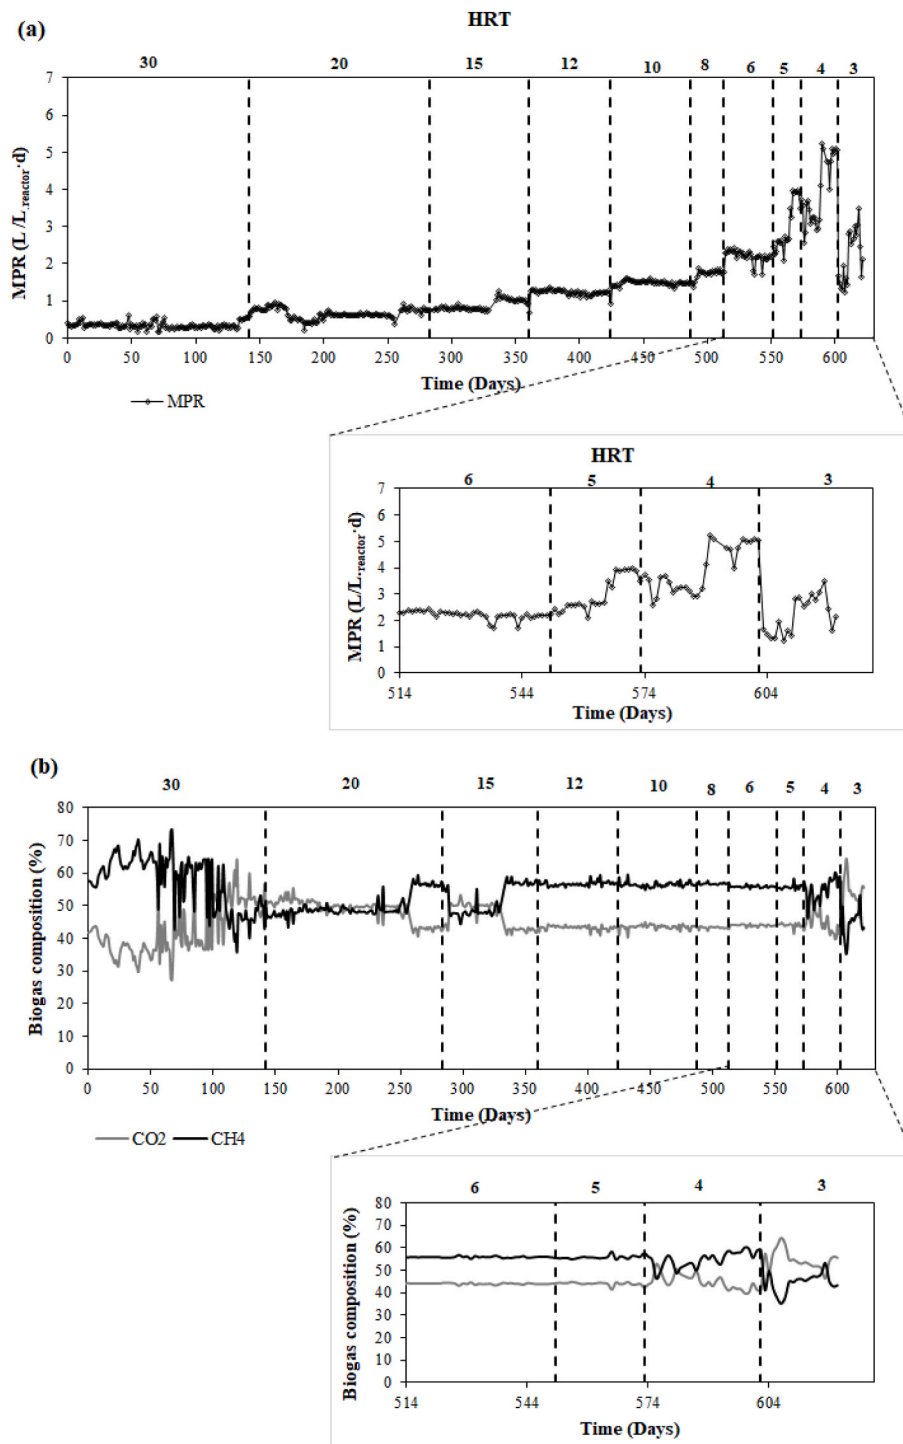 (a)
HRT
30 20 15 12 10 8 6 5 4 3
7
6
5
4
3
2
1
0
MPR (L /L.reactor·d)
0 50 100 150 200 250 300 350 400 450 500 550 600
Time (Days)
MPR
HRT
6 5 4 3
7
6
5
4
3
2
1
0
MPR (L/L.reactor·d)
514 544 574 604
Time (Days)
(b)
30 20 15 12 10 8 6 5 4 3
80
70
60
50
40
30
20
10
0
Biogas composition (%)
0 50 100 150 200 250 300 350 400 450 500 550 600
Time (Days)
CO2 CH4
6 5 4 3
80
70
60
50
40
30
20
10
0
Biogas composition (%)
514 544 574 604
Time (Days)